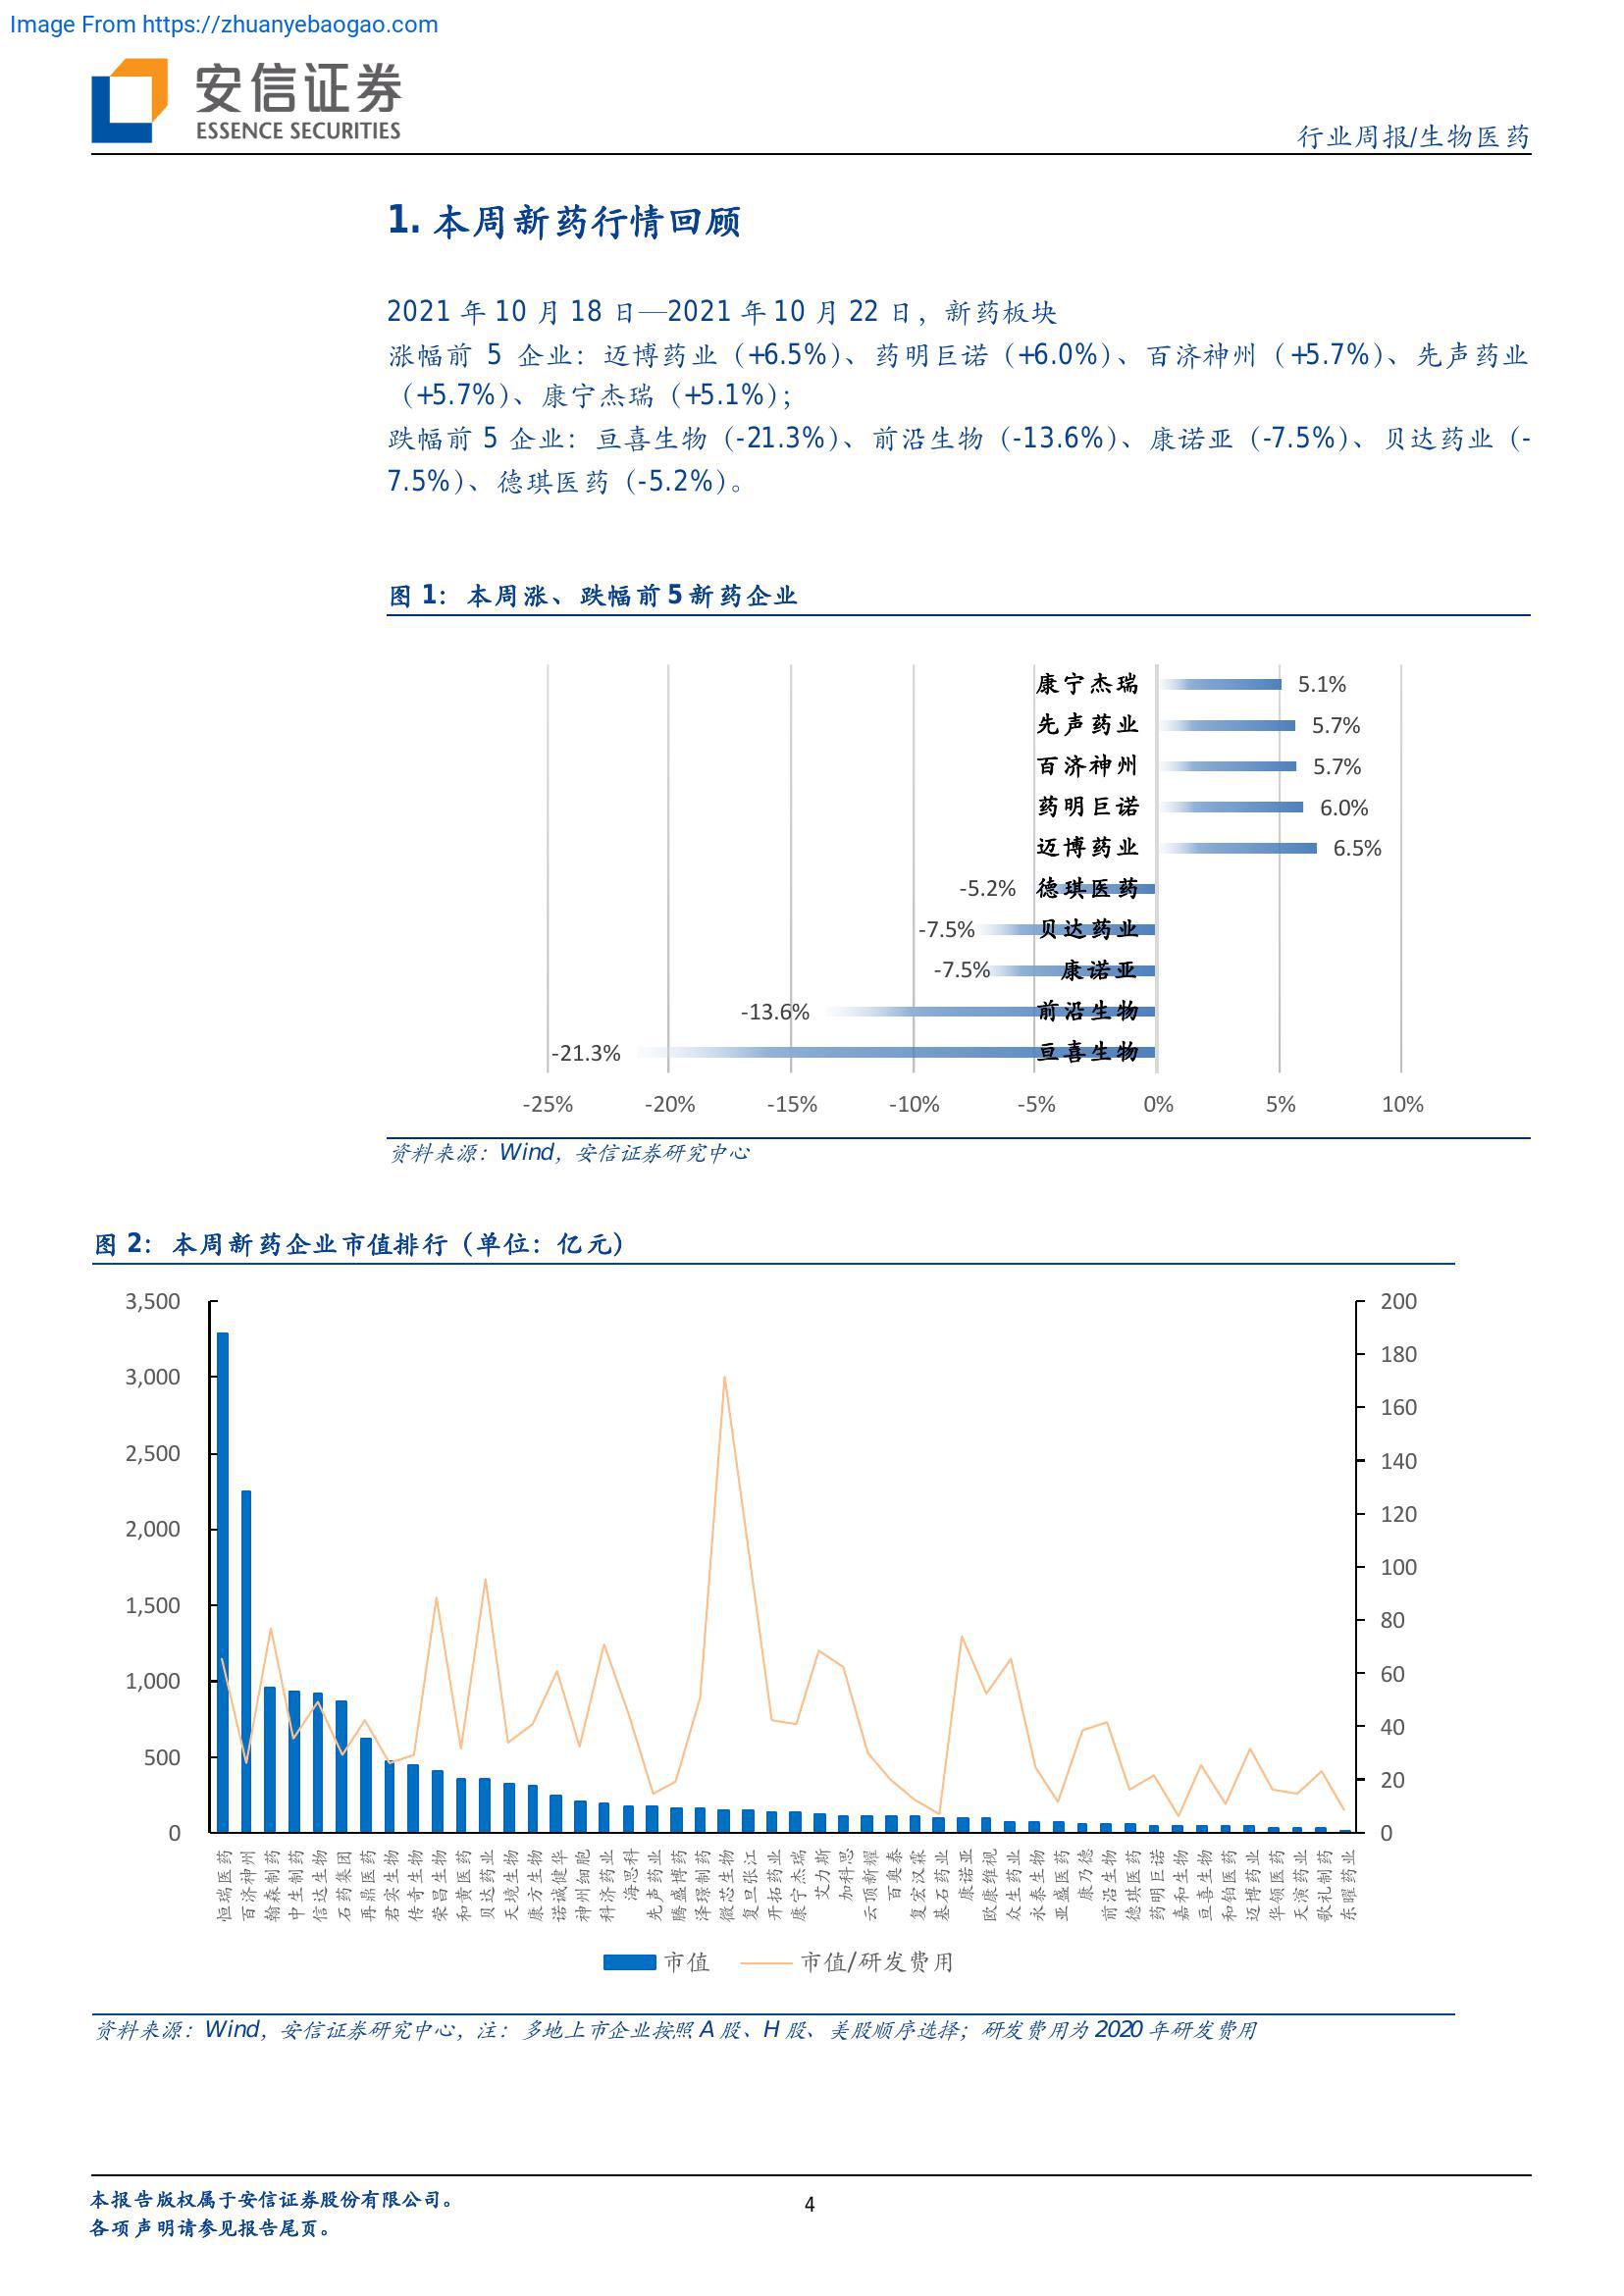 Image From https://zhuanyebaogao.com
安信证券
ESSENCE SECURITIES
行业周报/生物医药
1. 本周新药行情回顾
2021 年 10 月 18 日—2021 年 10 月 22 日，新药板块
涨幅前 5 企业：迈博药业（+6.5%）、药明巨诺（+6.0%）、百济神州（+5.7%）、先声药业
（+5.7%）、康宁杰瑞（+5.1%）；
跌幅前 5 企业：亘喜生物（-21.3%）、前沿生物（-13.6%）、康诺亚（-7.5%）、贝达药业（-
7.5%）、德琪医药（-5.2%）。
图 1：本周涨、跌幅前 5 新药企业
康宁杰瑞 5.1%
先声药业 5.7%
百济神州 5.7%
药明巨诺 6.0%
迈博药业 6.5%
-5.2% 德琪医药
-7.5% 贝达药业
-7.5% 康诺亚
-13.6% 前沿生物
-21.3% 亘喜生物
-25% -20% -15% -10% -5% 0% 5% 10%
资料来源：Wind，安信证券研究中心
图 2：本周新药企业市值排行（单位：亿元）
3,500 200
180
3,000
160
2,500 140
2,000 120
100
1,500
80
1,000 60
40
500
20
0 0
恒瑞医药
百济神州
翰森制药
中生制药
信达生物
石药集团
再鼎医药
君实生物
传奇生物
荣昌生物
和黄医药
贝达药业
天境生物
康方生物
诺诚健华
神州细胞
科济药业
海思科
先声药业
腾盛博药
泽璟制药
微芯生物
复旦张江
开拓药业
康宁杰瑞
艾力斯
加科思
云顶新耀
百奥泰
复宏汉霖
基石药业
康诺亚
欧康维视
众生药业
永泰生物
亚盛医药
康乃德
前沿生物
德琪医药
药明巨诺
嘉和生物
亘喜生物
和铂医药
迈博药业
华领医药
天演药业
歌礼制药
东曜药业
市值 市值/研发费用
资料来源：Wind，安信证券研究中心，注：多地上市企业按照 A 股、H 股、美股顺序选择；研发费用为 2020 年研发费用
本报告版权属于安信证券股份有限公司。
各项声明请参见报告尾页。
4